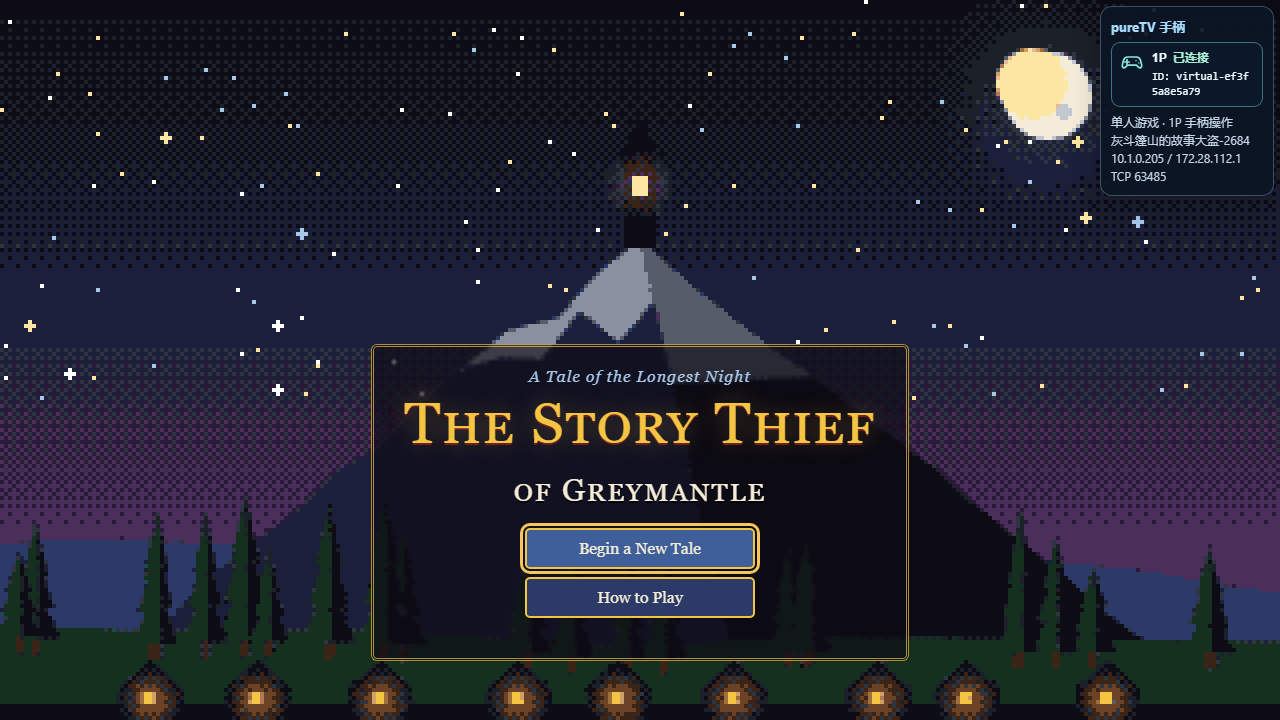 pureTV 手柄
1P 已连接
ID: virtual-ef3f
5a8e5a79
单人游戏 · 1P 手柄操作
灰斗篷山的故事大盗-2684
10.1.0.205 / 172.28.112.1
TCP 63485
A Tale of the Longest Night
The Story Thief
of Greymantle
Begin a New Tale
How to Play